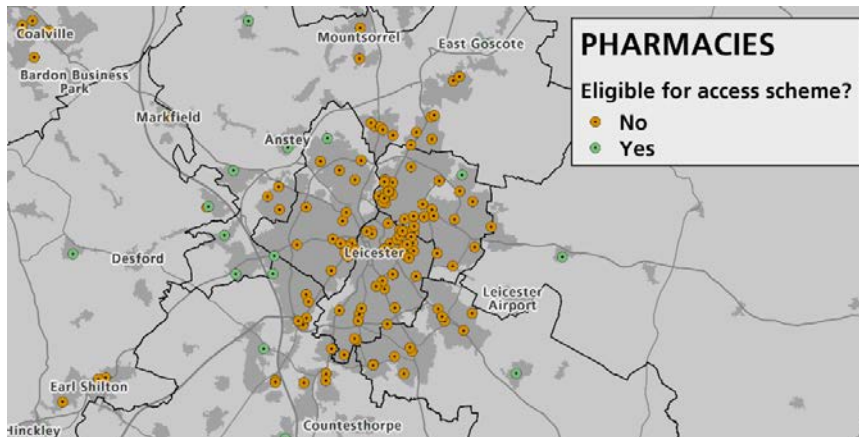 Coalville
Mountsorrel
East Goscote
Bardon Business
Park
Markfield
Anstey
Desford
Leicester
Leicester
Airport
Earl Shilton
Hinckley
Countesthorpe
PHARMACIES
Eligible for access scheme?
No
Yes